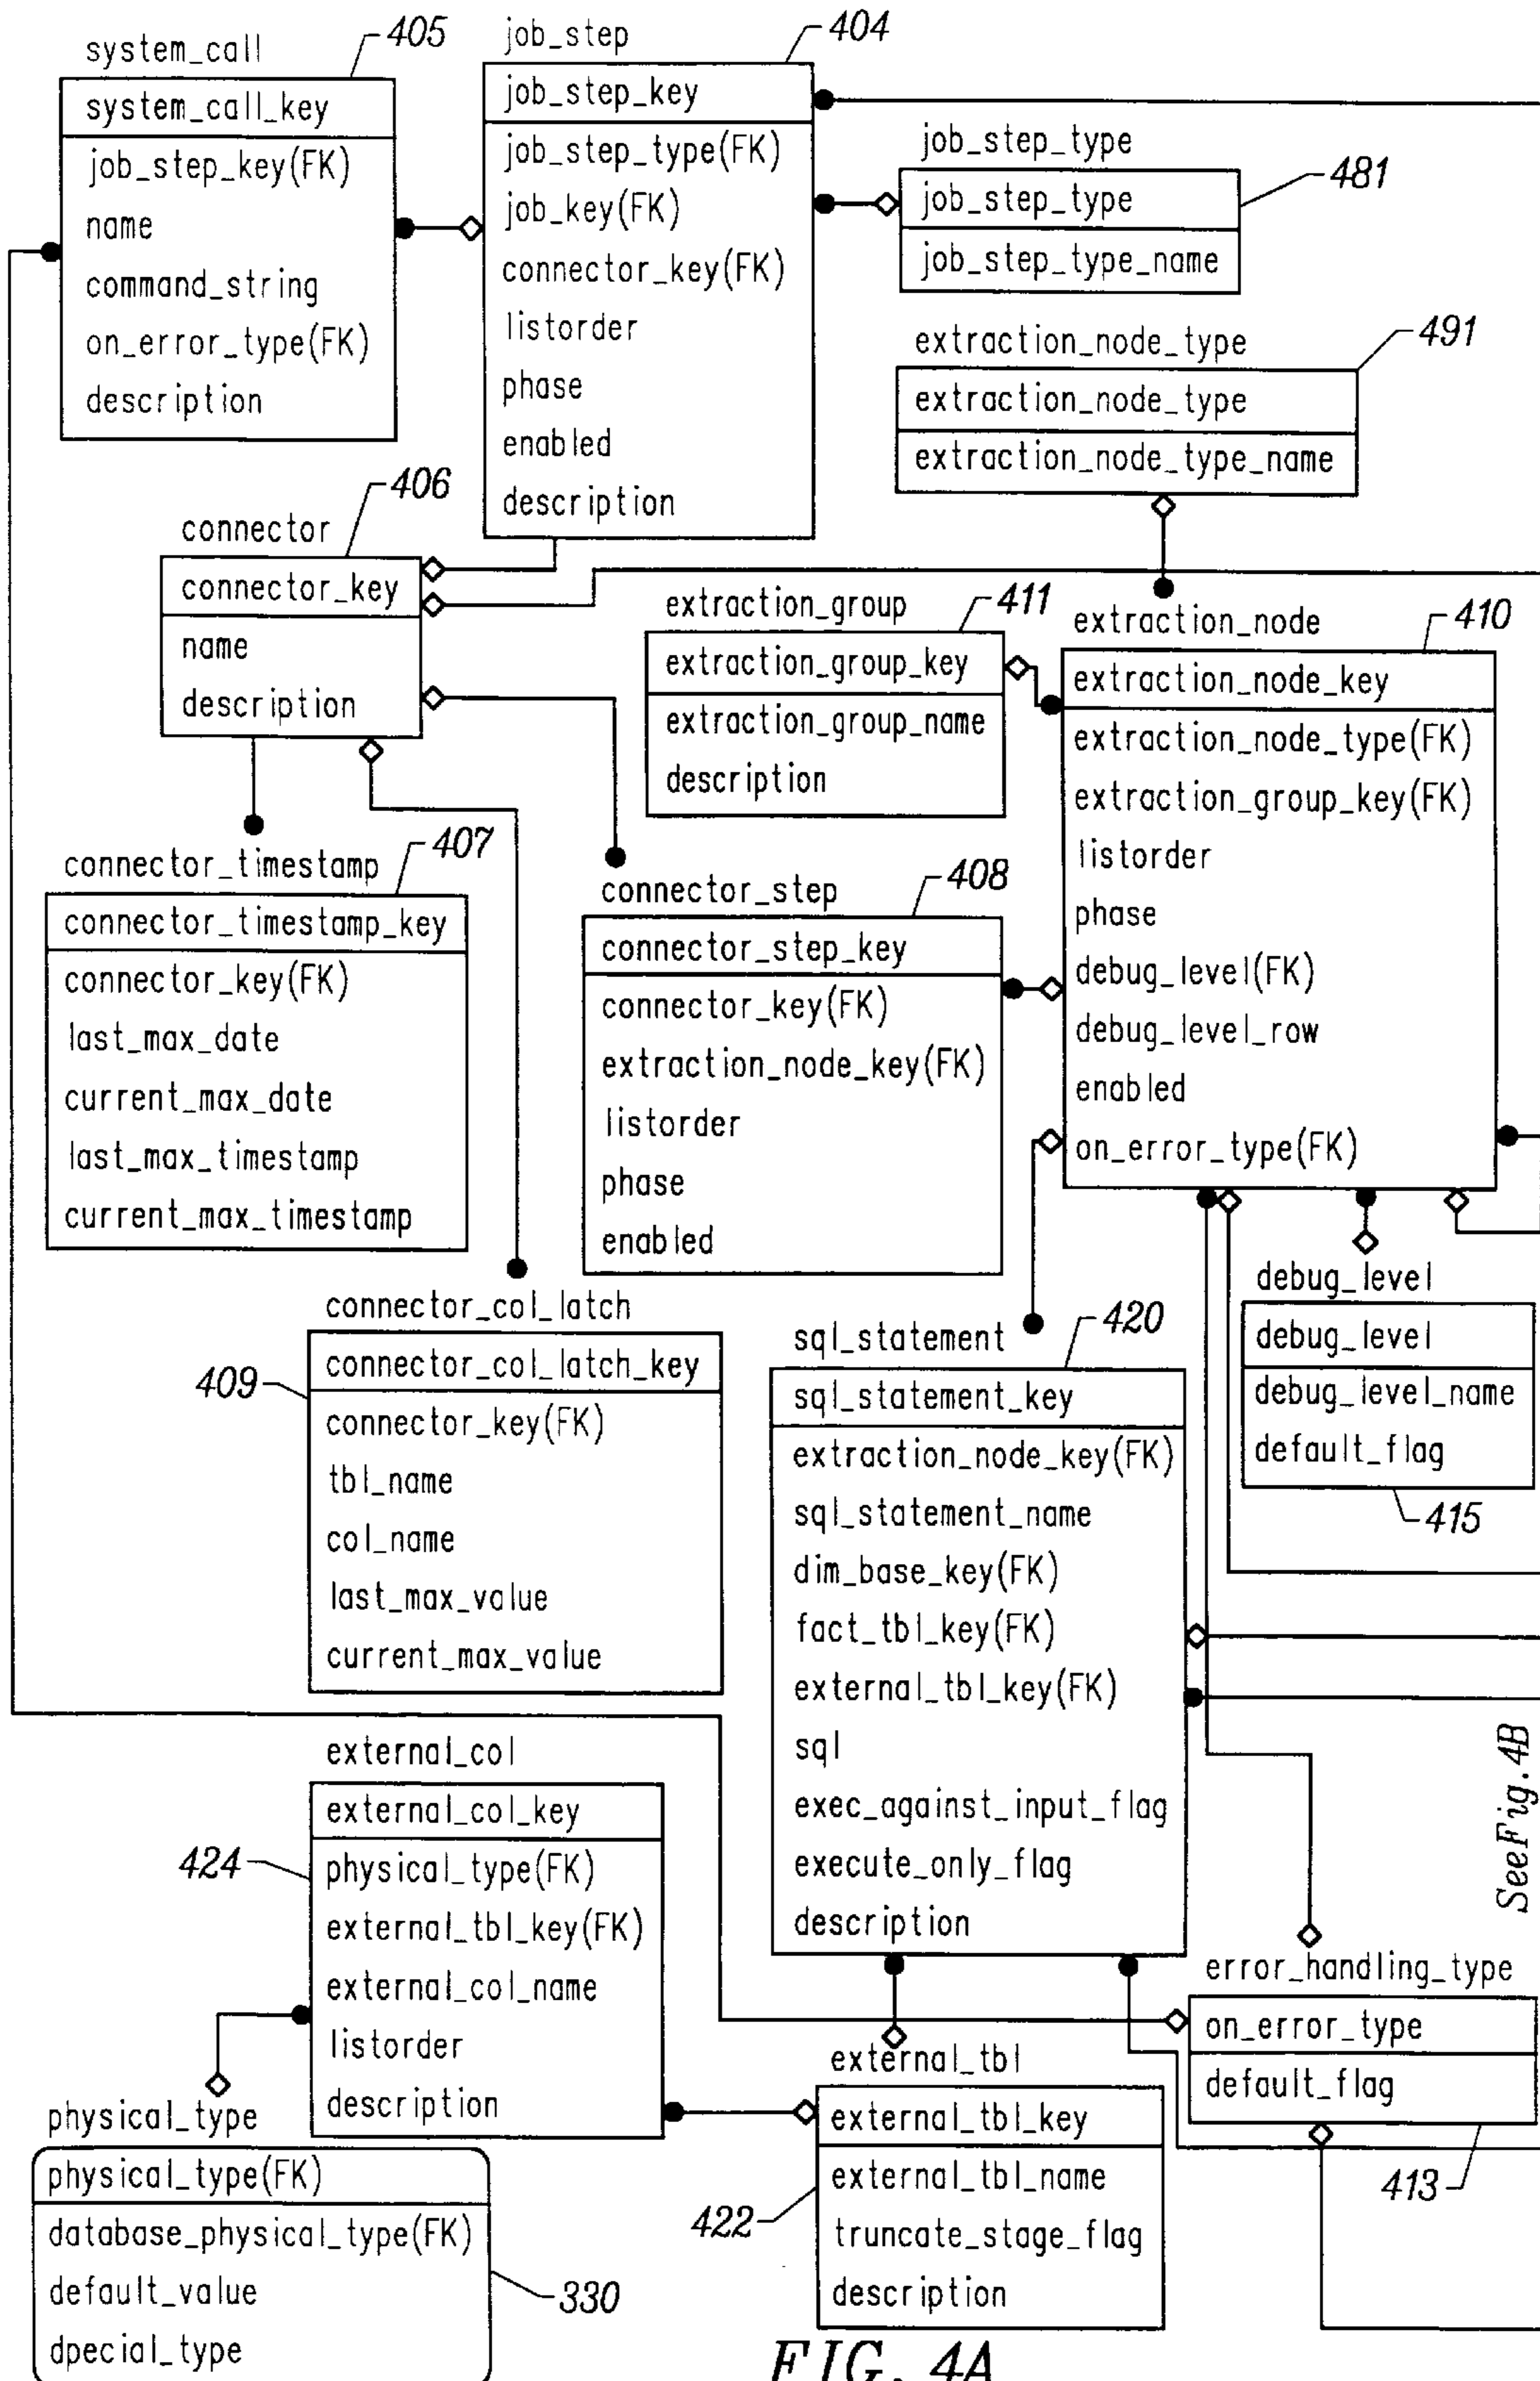 system_call
405
system_call_key
job_step_key(FK)
name
command_string
on_error_type(FK)
description
job_step
404
job_step_key
job_step_type(FK)
job_key(FK)
connector_key(FK)
listorder
phase
enabled
description
job_step_type
481
job_step_type
job_step_type_name
extraction_node_type
491
extraction_node_type
extraction_node_type_name
connector
406
connector_key
name
description
extraction_group
411
extraction_group_key
extraction_group_name
description
extraction_node
410
extraction_node_key
extraction_node_type(FK)
extraction_group_key(FK)
listorder
phase
debug_level(FK)
debug_level_row
enabled
on_error_type(FK)
connector_timestamp
407
connector_timestamp_key
connector_key(FK)
last_max_date
current_max_date
last_max_timestamp
current_max_timestamp
connector_step
408
connector_step_key
connector_key(FK)
extraction_node_key(FK)
listorder
phase
enabled
connector_col_latch
409
connector_col_latch_key
connector_key(FK)
tbl_name
col_name
last_max_value
current_max_value
sql_statement
420
sql_statement_key
extraction_node_key(FK)
sql_statement_name
dim_base_key(FK)
fact_tbl_key(FK)
external_tbl_key(FK)
sql
exec_against_input_flag
execute_only_flag
description
debug_level
debug_level
debug_level_name
default_flag
415
See Fig. 4B
external_col
424
external_col_key
physical_type(FK)
external_tbl_key(FK)
external_col_name
listorder
description
error_handling_type
on_error_type
default_flag
413
external_tbl
422
external_tbl_key
external_tbl_name
truncate_stage_flag
description
physical_type
physical_type(FK)
database_physical_type(FK)
default_value
dpecial_type
330
FIG. 4A